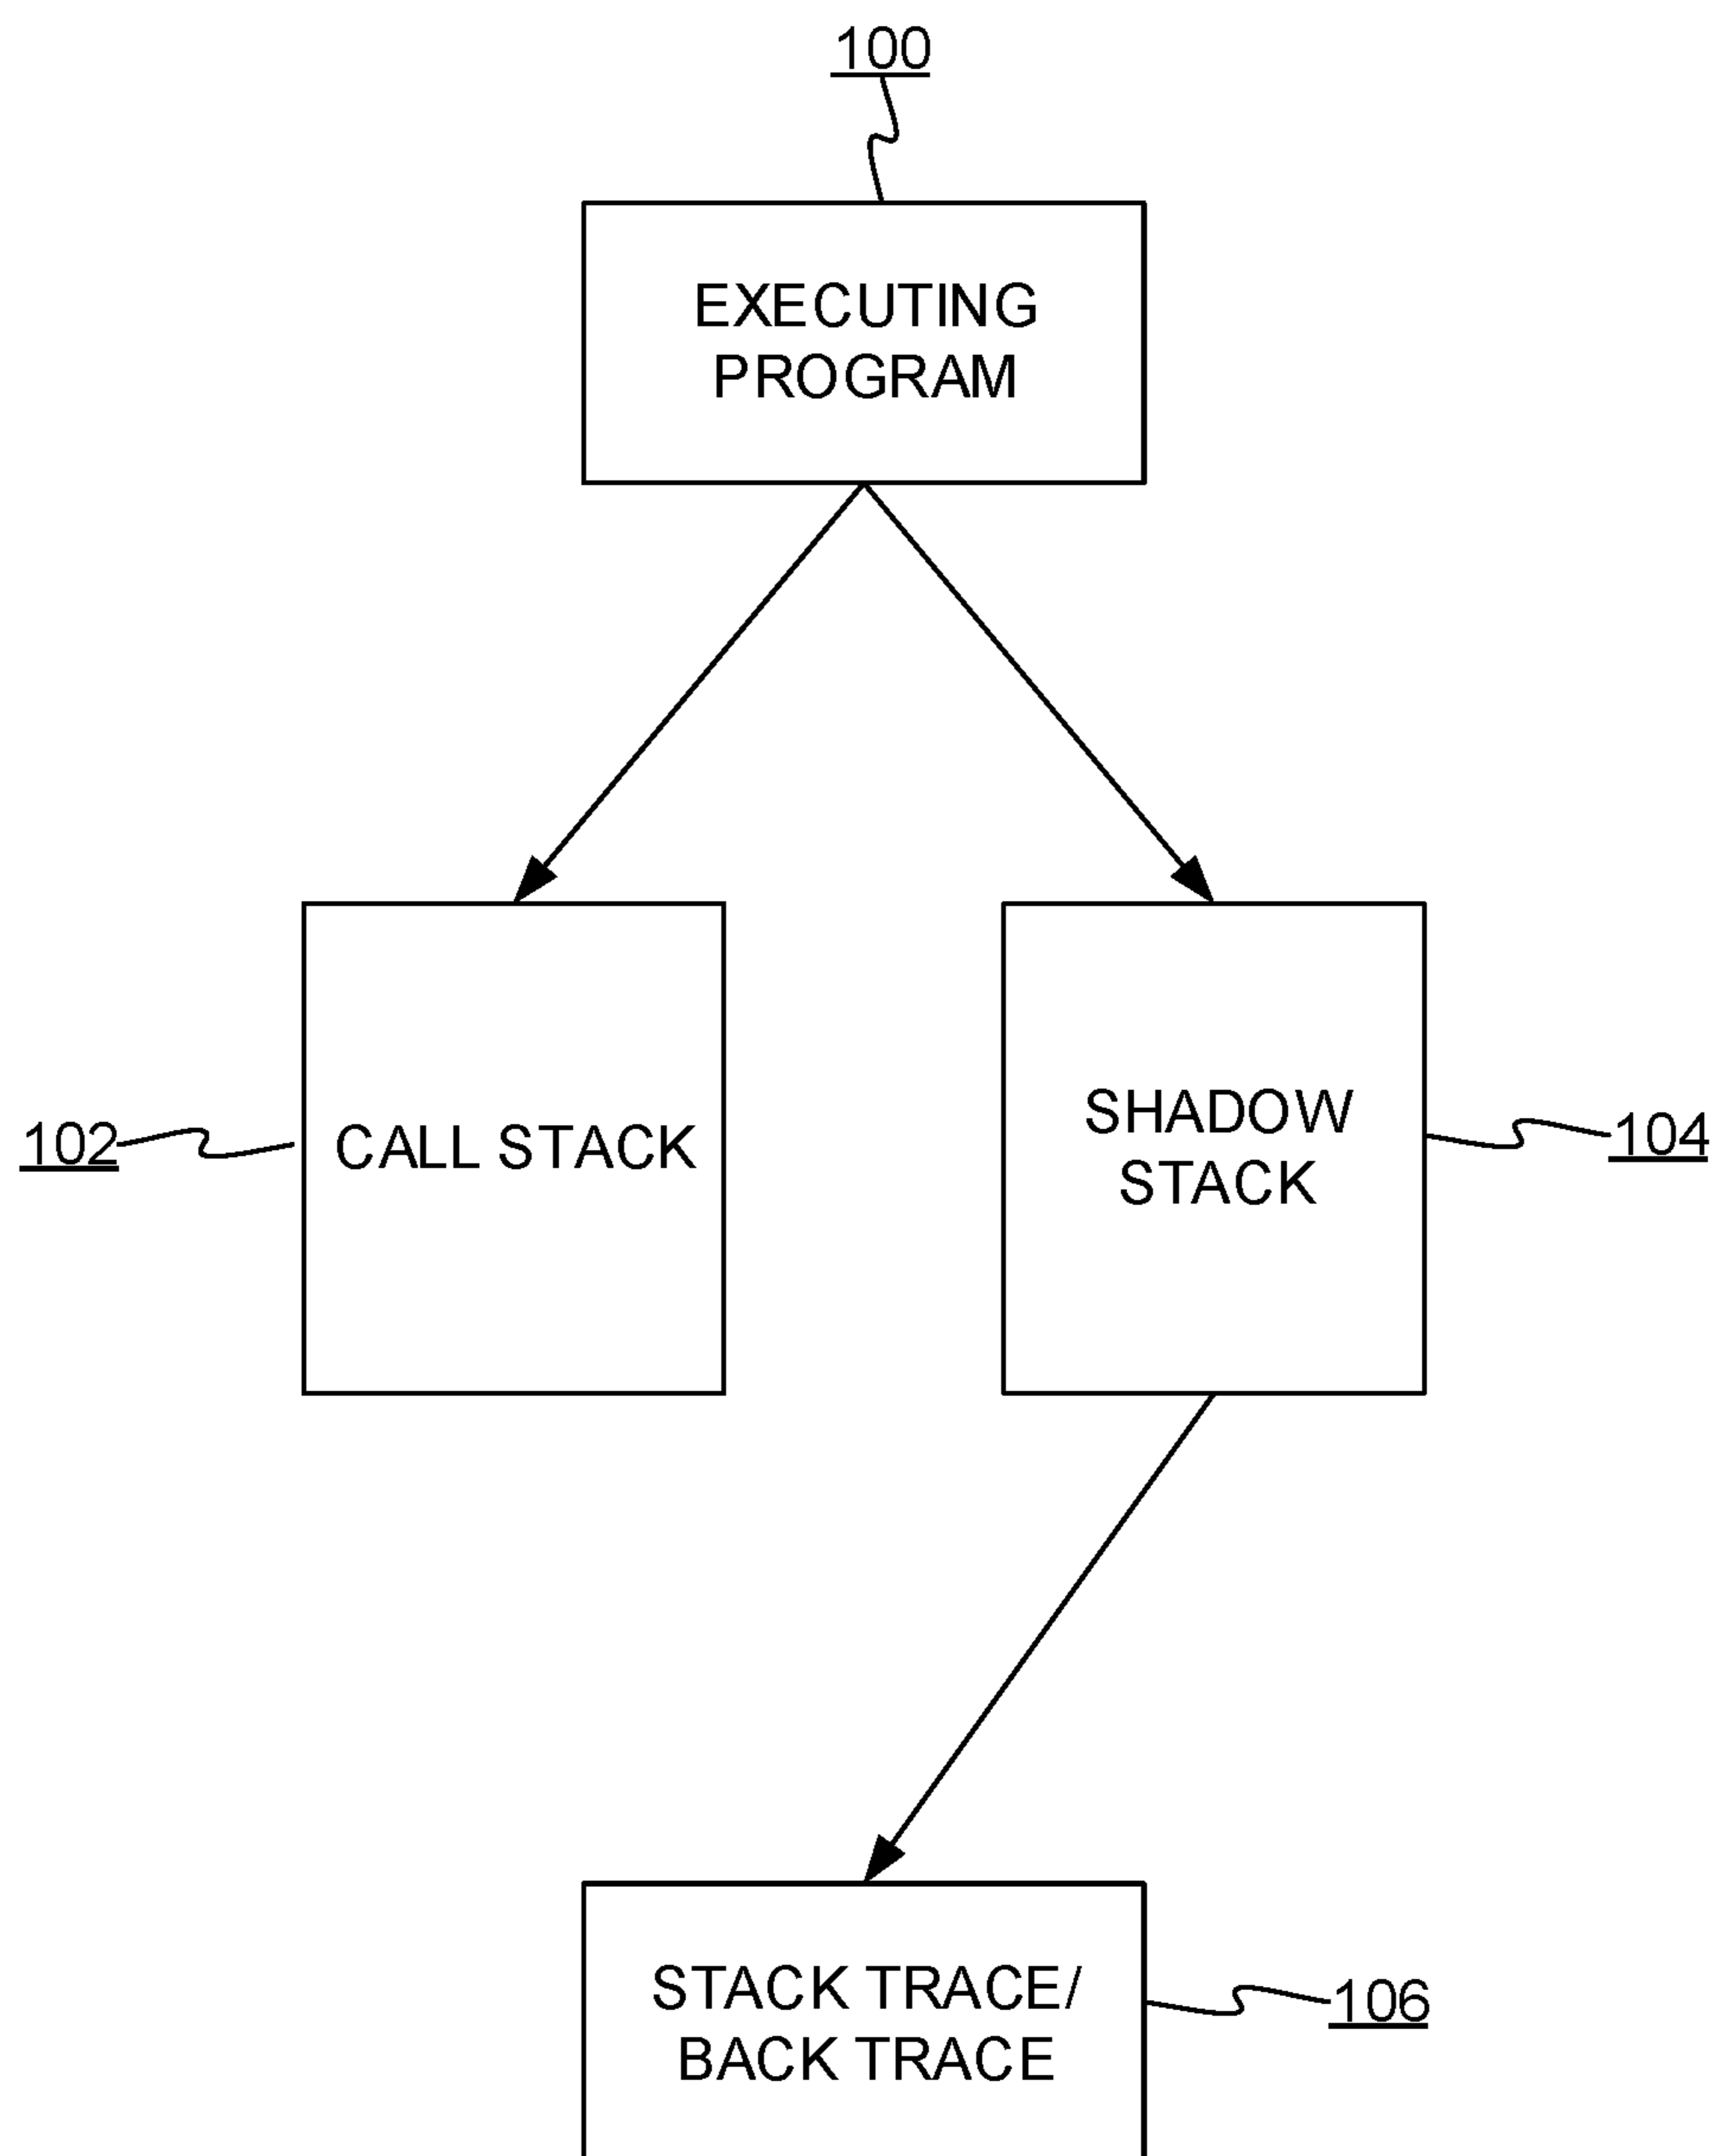 100
EXECUTING
PROGRAM
102
CALL STACK
SHADOW
STACK
104
STACK TRACE/
BACK TRACE
106